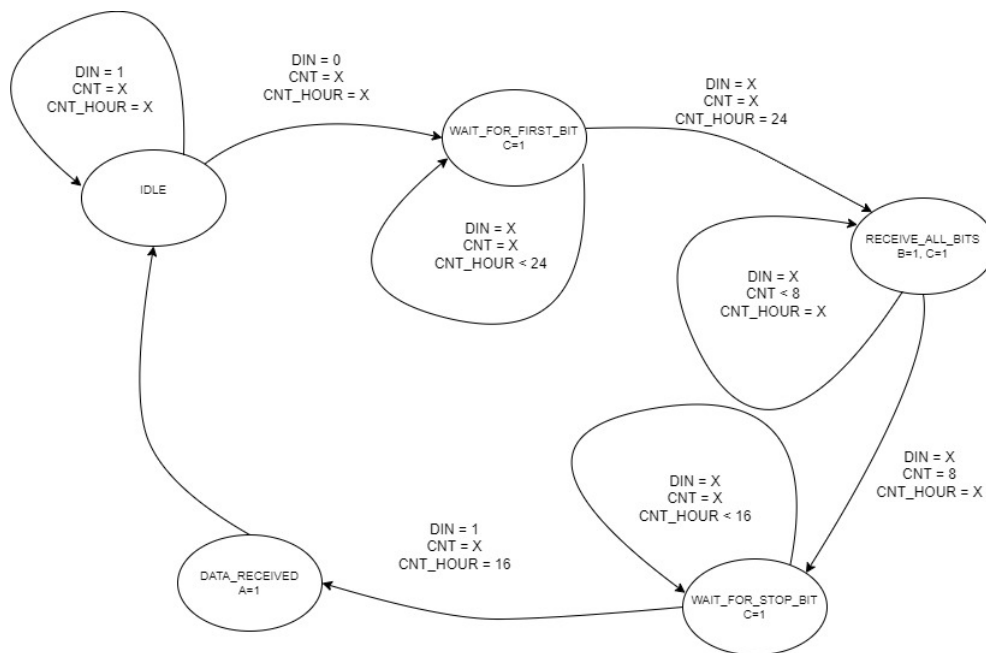 DIN = 1
CNT = X
CNT_HOUR = X
IDLE
DIN = 0
CNT = X
CNT_HOUR = X
WAIT_FOR_FIRST_BIT
C=1
DIN = X
CNT = X
CNT_HOUR < 24
DIN = X
CNT = X
CNT_HOUR = 24
RECEIVE_ALL_BITS
B=1, C=1
DIN = X
CNT < 8
CNT_HOUR = X
DIN = X
CNT = 8
CNT_HOUR = X
DIN = X
CNT = X
CNT_HOUR < 16
WAIT_FOR_STOP_BIT
C=1
DIN = 1
CNT = X
CNT_HOUR = 16
DATA_RECEIVED
A=1